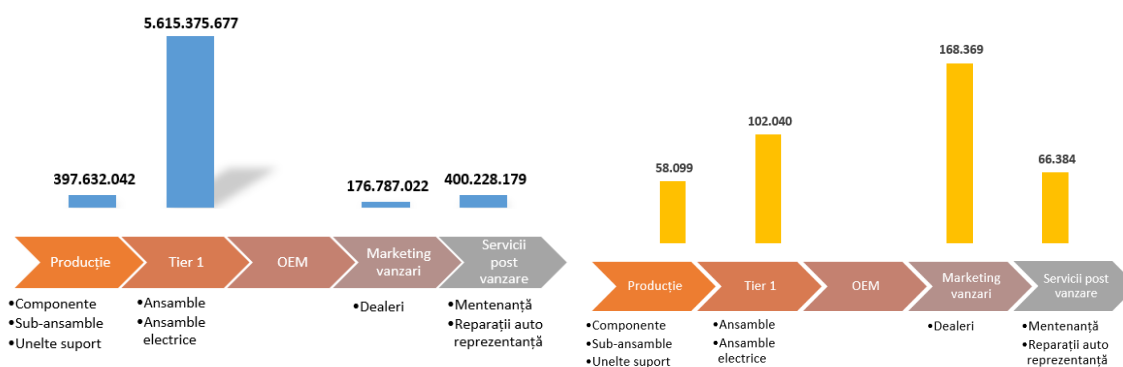 5.615.375.677
397.632.042
176.787.022
400.228.179
Producție
Tier 1
OEM
Marketing
vanzari
Servicii
post
vanzare
•Componente
•Sub-ansamble
•Unelte suport
•Ansamble
•Ansamble
electrice
•Dealeri
•Mentenanță
•Reparații auto
reprezentanță
168.369
102.040
58.099
66.384
Producție
Tier 1
OEM
Marketing
vanzari
Servicii post
vanzare
•Componente
•Sub-ansamble
•Unelte suport
•Ansamble
•Ansamble
electrice
•Dealeri
•Mentenanță
•Reparații auto
reprezentanță